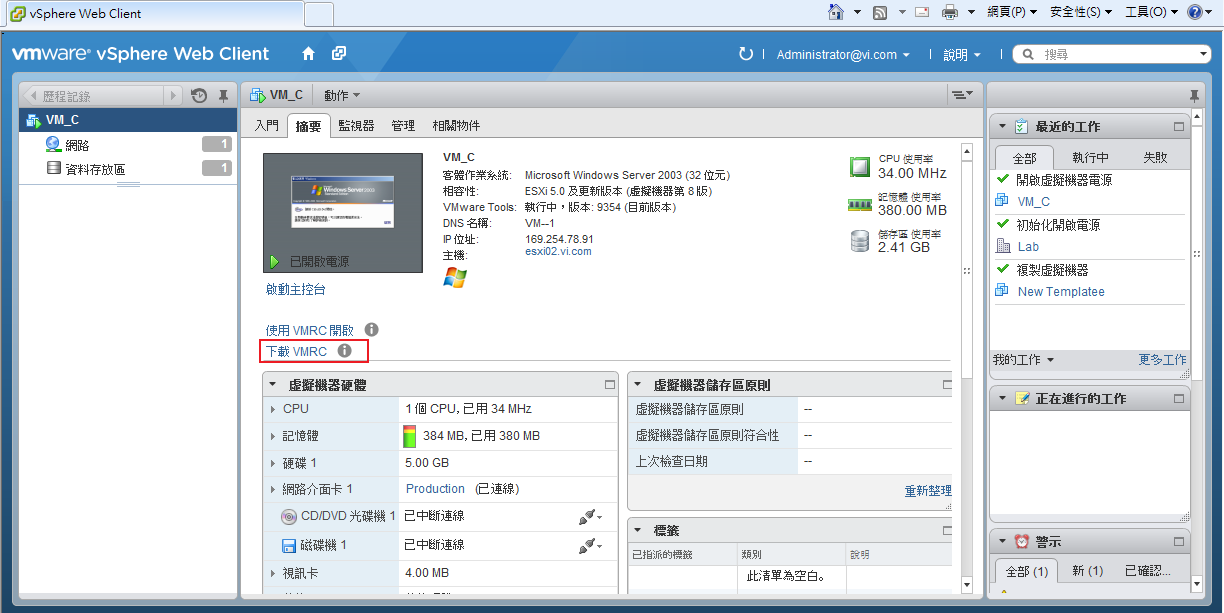 vSphere Web Client
網頁(P) 安全性(S) 工具(O)
vmware® vSphere Web Client
Administrator@vi.com
說明
搜尋
歷程記錄
VM_C
網路 1
資料存放區 1
VM_C 動作
入門 摘要 監視器 管理 相關物件
Windows Server 2003
已開啟電源
啟動主控台
VM_C
客體作業系統: Microsoft Windows Server 2003 (32 位元)
相容性: ESXi 5.0 及更新版本 (虛擬機器第 8 版)
VMware Tools: 執行中，版本: 9354 (目前版本)
DNS 名稱: VM--1
IP 位址: 169.254.78.91
主機: esxi02.vi.com
CPU 使用率
34.00 MHz
記憶體 使用率
380.00 MB
儲存區 使用率
2.41 GB
使用 VMRC 開啟
下載 VMRC
虛擬機器硬體
CPU 1 個 CPU, 已用 34 MHz
記憶體 384 MB, 已用 380 MB
硬碟 1 5.00 GB
網路介面卡 1 Production (已連線)
CD/DVD 光碟機 1 已中斷連線
磁碟機 1 已中斷連線
視訊卡 4.00 MB
虛擬機器儲存區原則
虛擬機器儲存區原則 --
虛擬機器儲存區原則符合性 --
上次檢查日期 --
重新整理
標籤
已指派的標籤 類別 說明
此清單為空白。
最近的工作
全部 執行中 失敗
開啟虛擬機器電源
VM_C
初始化開啟電源
Lab
複製虛擬機器
New Templatee
我的工作 更多工作
正在進行的工作
警示
全部 (1) 新 (1) 已確認...